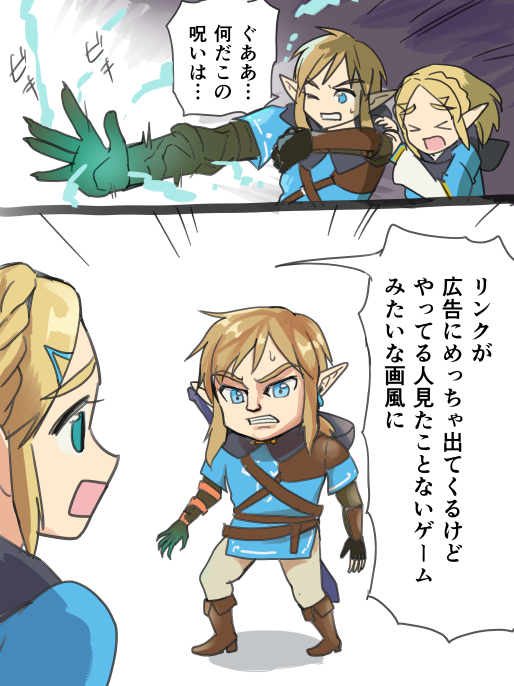 ぐああ…
何だこの
呪いは…
ビキ
ビキ
リンクが
広告にめっちゃ出てくるけど
やってる人見たことないゲーム
みたいな画風に